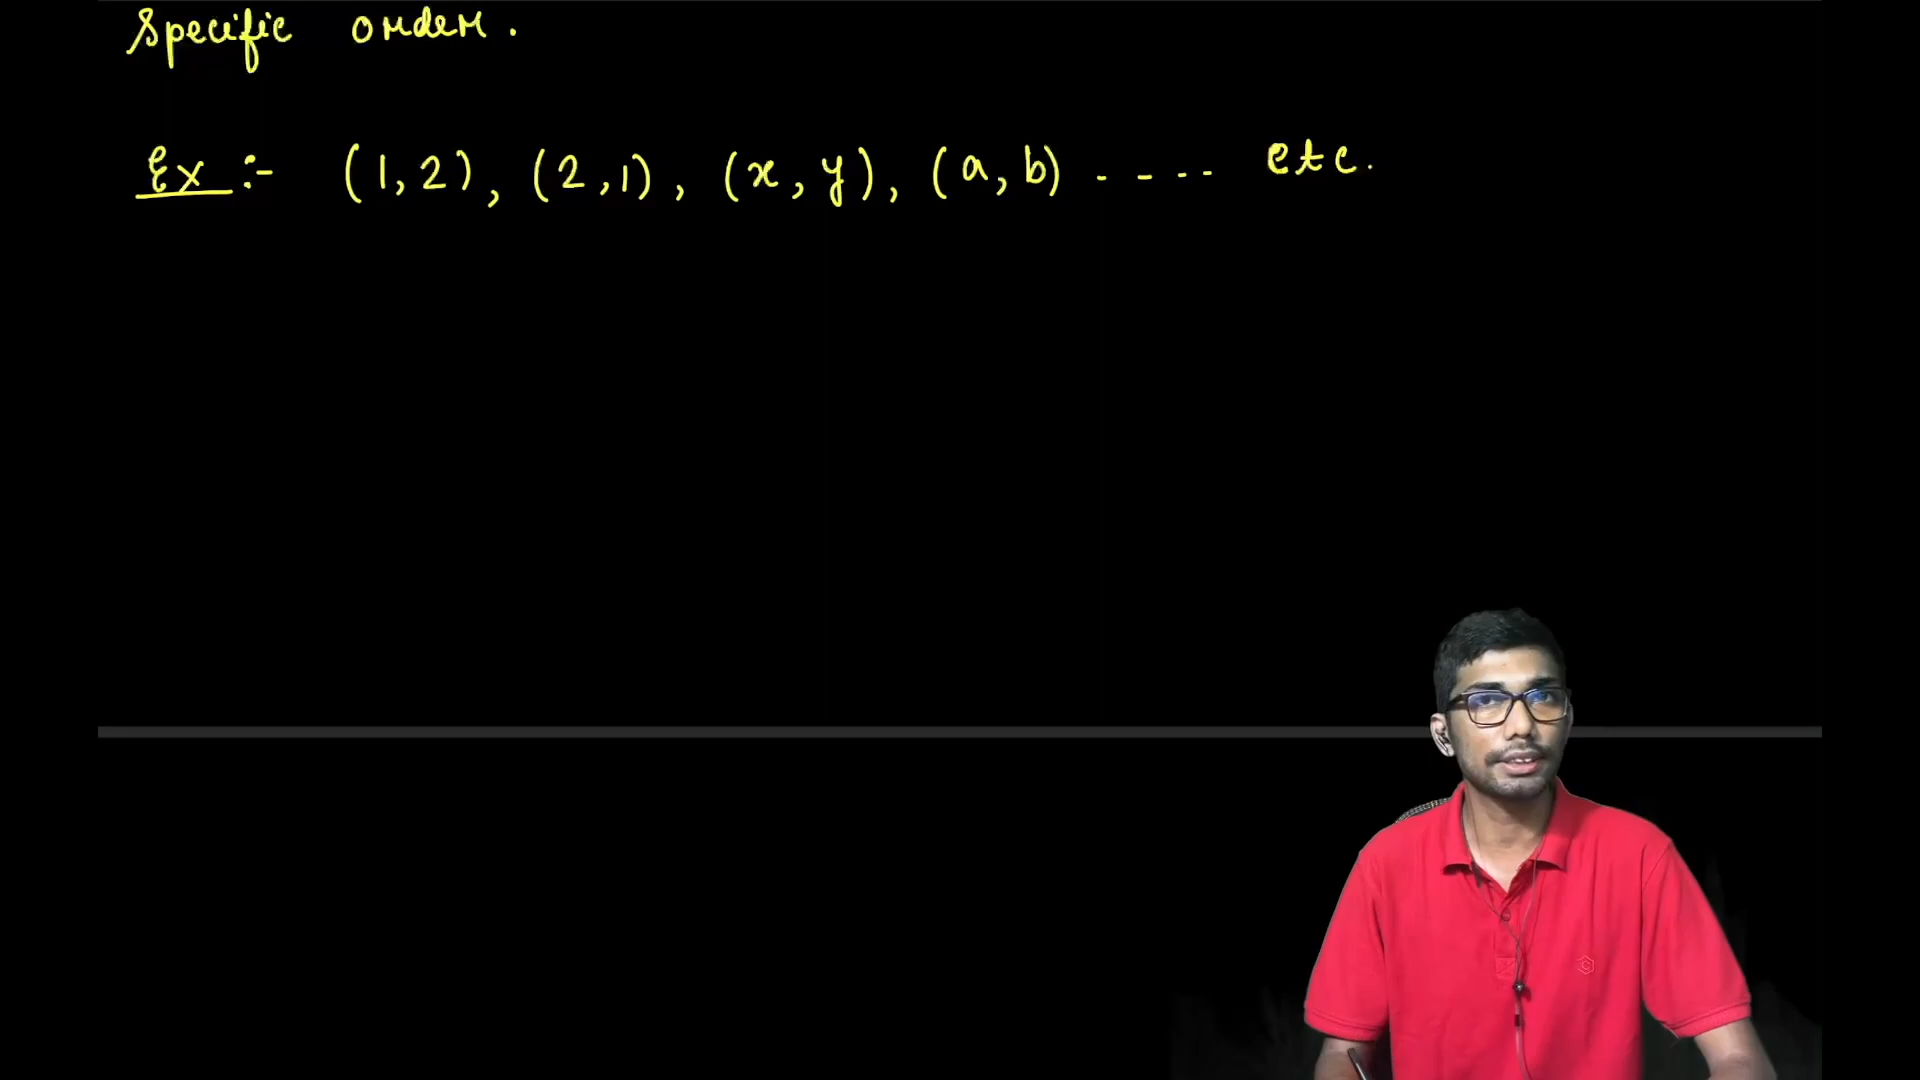 Specific order.
Ex :- (1,2), (2,1), (x,y), (a,b) - - - - etc.